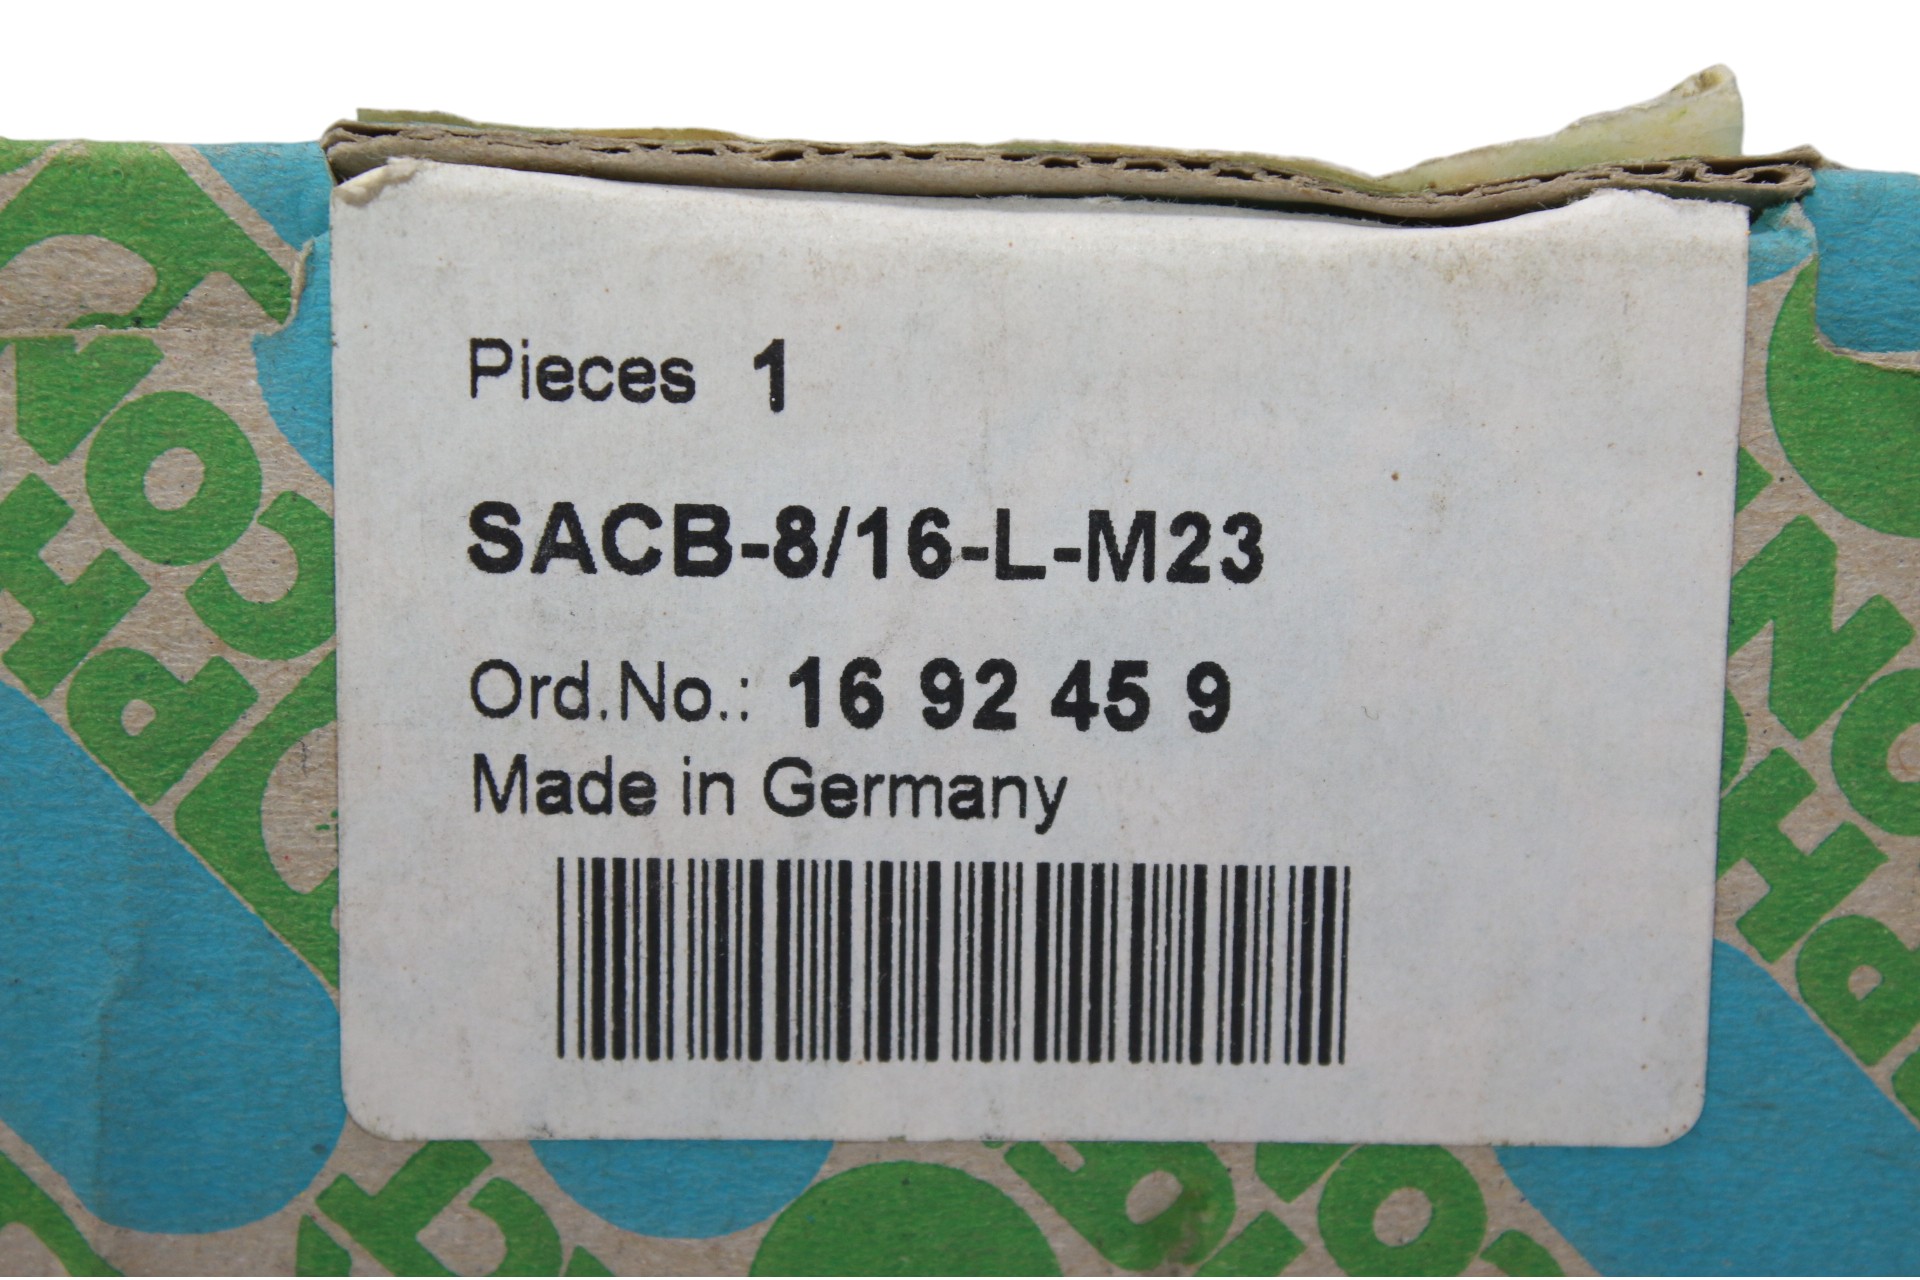 Pieces 1
SACB-8/16-L-M23
Ord.No.: 16 92 45 9
Made in Germany